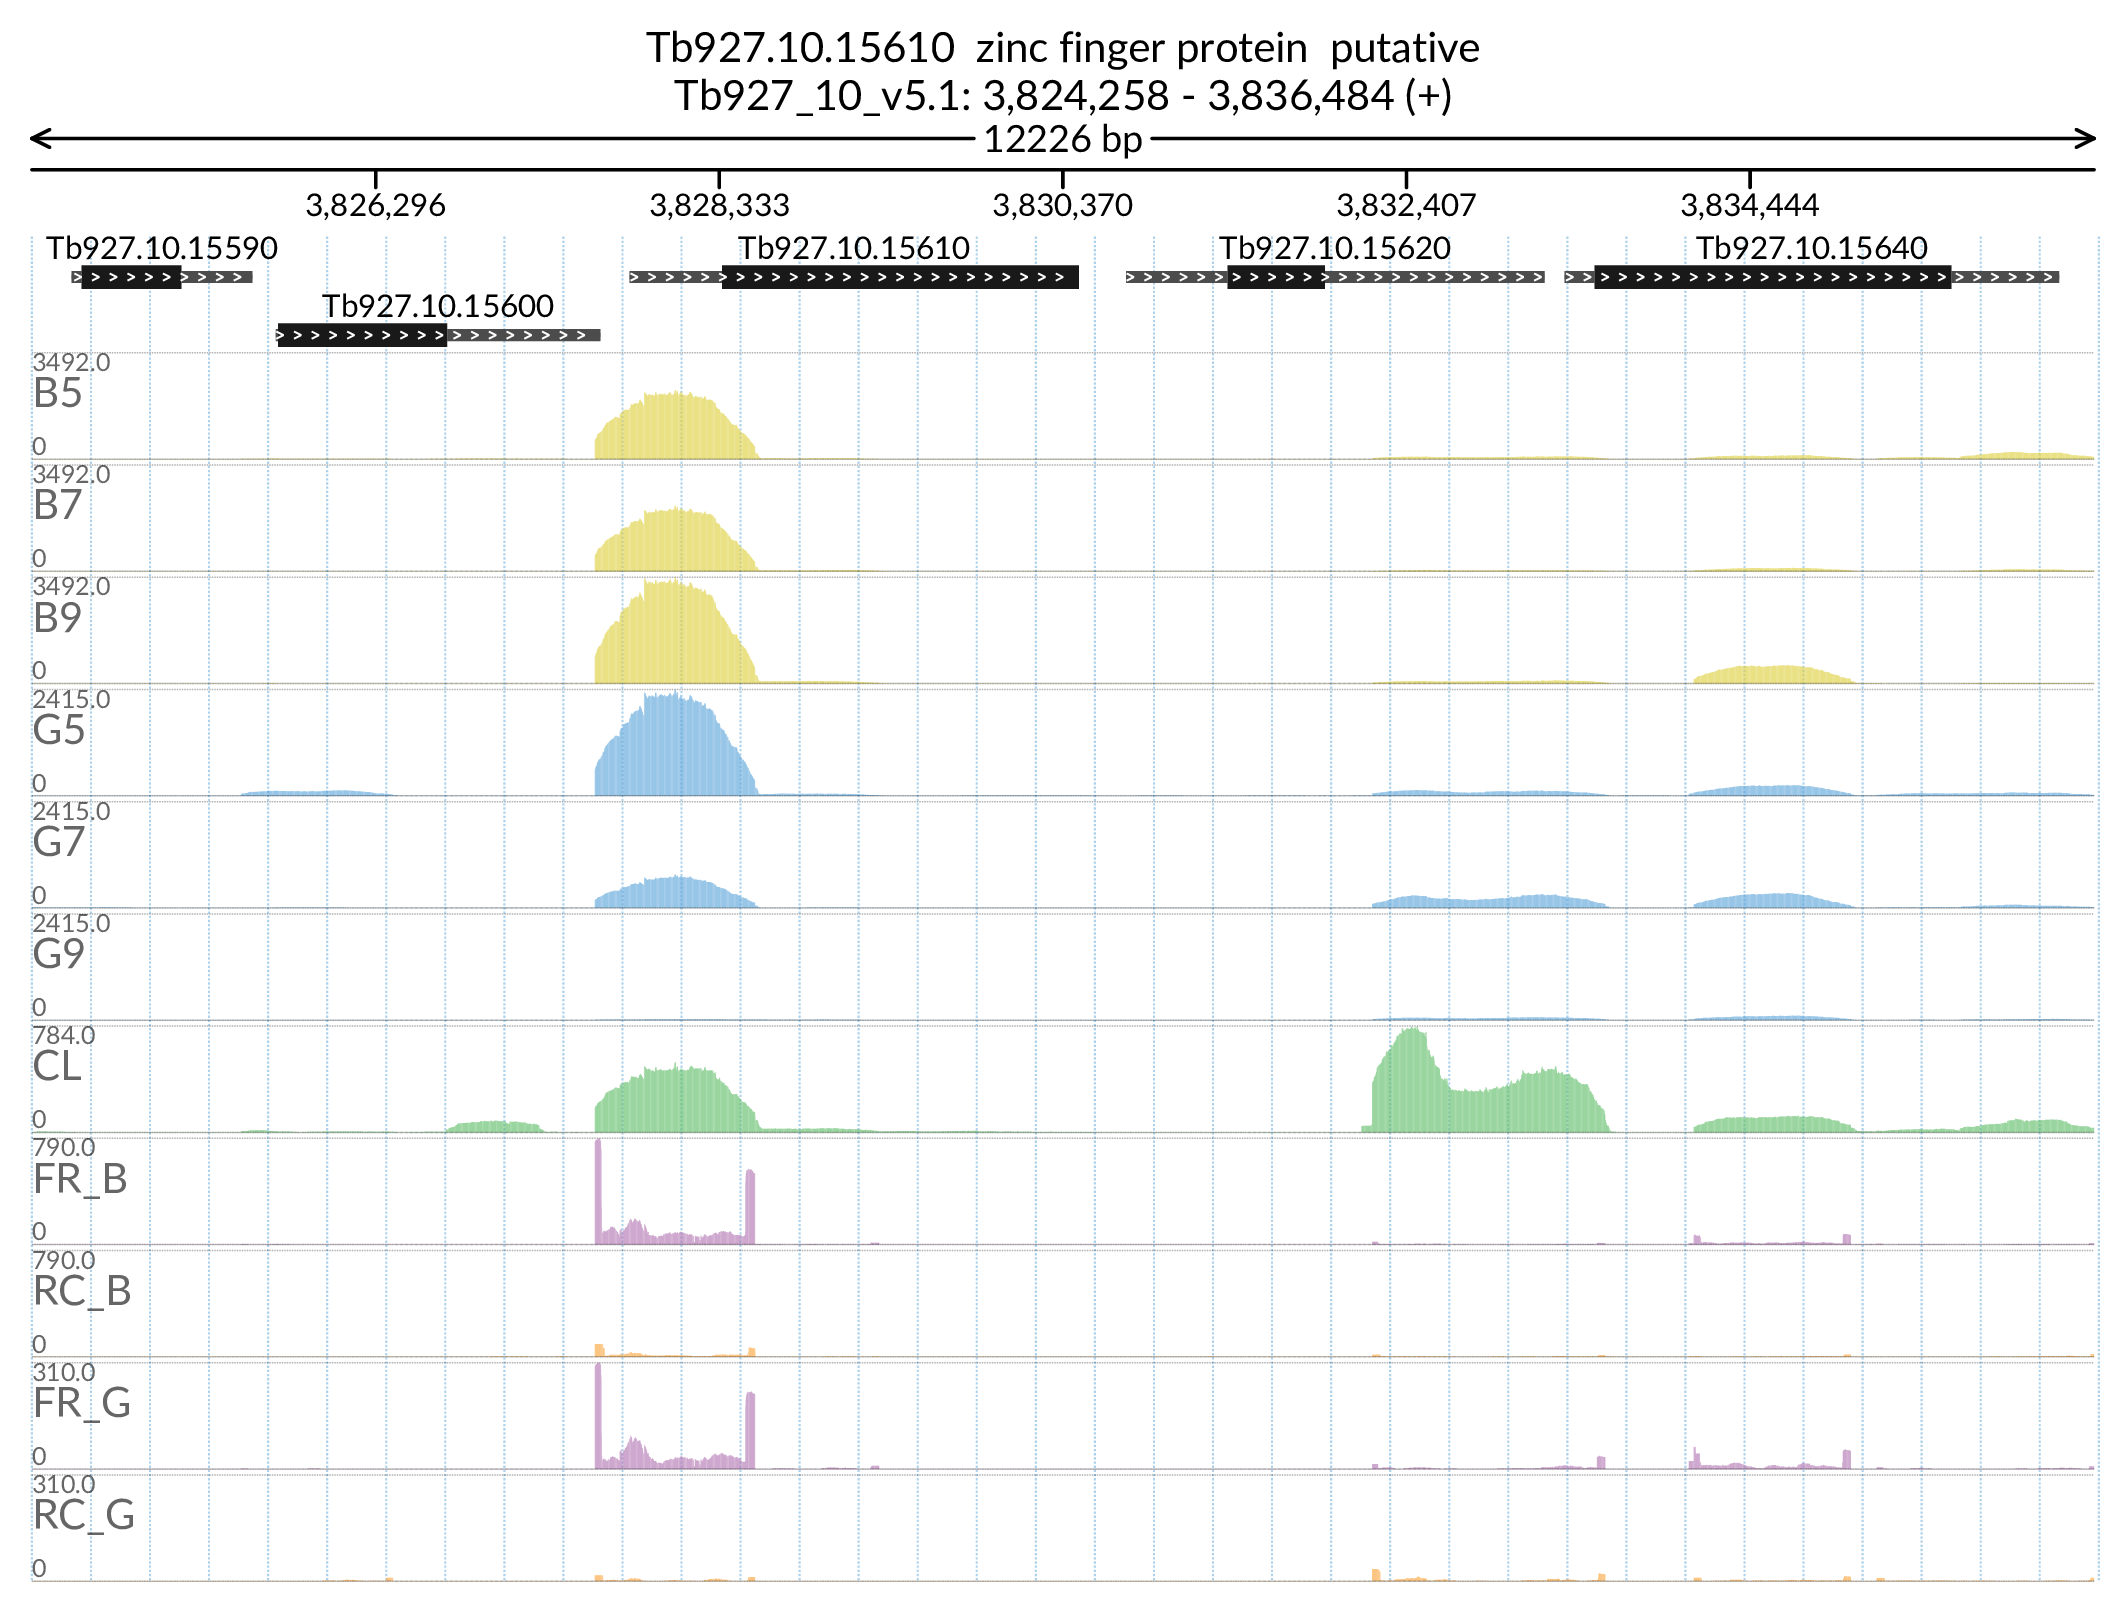 Tb927.10.15610  zinc finger protein  putative
Tb927_10_v5.1: 3,824,258 - 3,836,484 (+)
12226 bp
3,826,296 3,828,333 3,830,370 3,832,407 3,834,444
Tb927.10.15590 Tb927.10.15610 Tb927.10.15620 Tb927.10.15640
Tb927.10.15600
3492.0
B5
0
3492.0
B7
0
3492.0
B9
0
2415.0
G5
0
2415.0
G7
0
2415.0
G9
0
784.0
CL
0
790.0
FR_B
0
790.0
RC_B
0
310.0
FR_G
0
310.0
RC_G
0